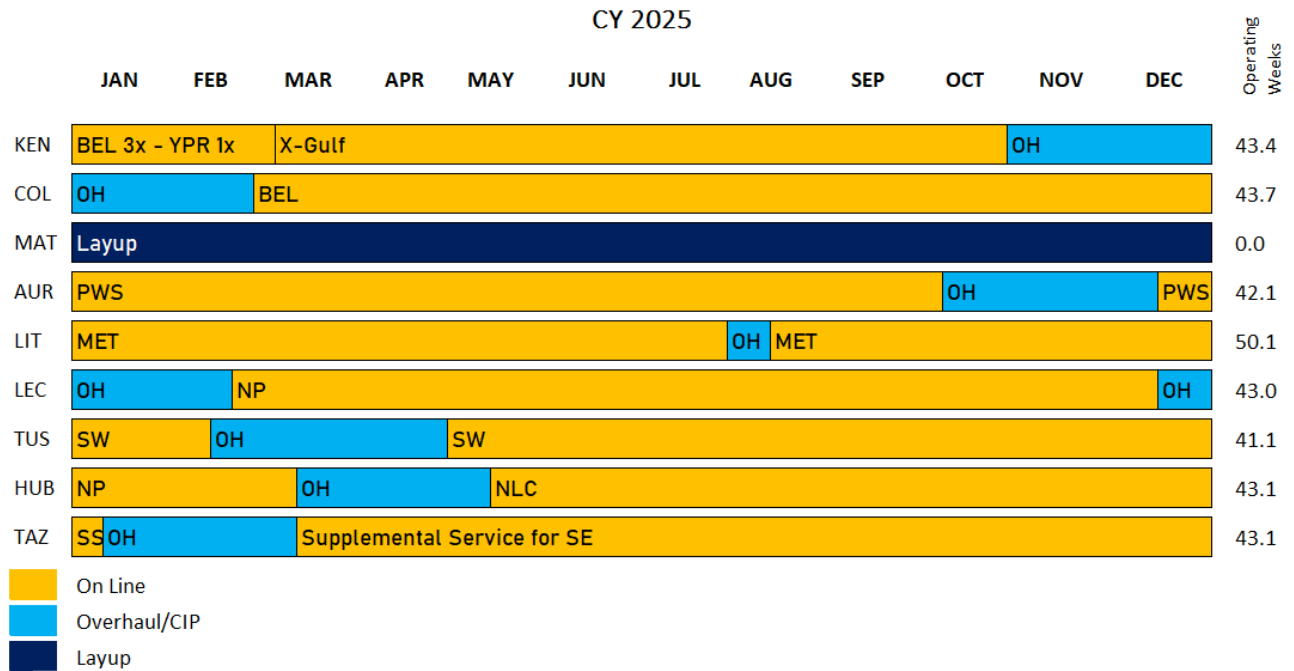 CY 2025
Operating
Weeks
JAN FEB MAR APR MAY JUN JUL AUG SEP OCT NOV DEC
KEN BEL 3x - YPR 1x X-Gulf OH 43.4
COL OH BEL 43.7
MAT Layup 0.0
AUR PWS OH PWS 42.1
LIT MET OH MET 50.1
LEC OH NP OH 43.0
TUS SW OH SW 41.1
HUB NP OH NLC 43.1
TAZ SS OH Supplemental Service for SE 43.1
On Line
Overhaul/CIP
Layup